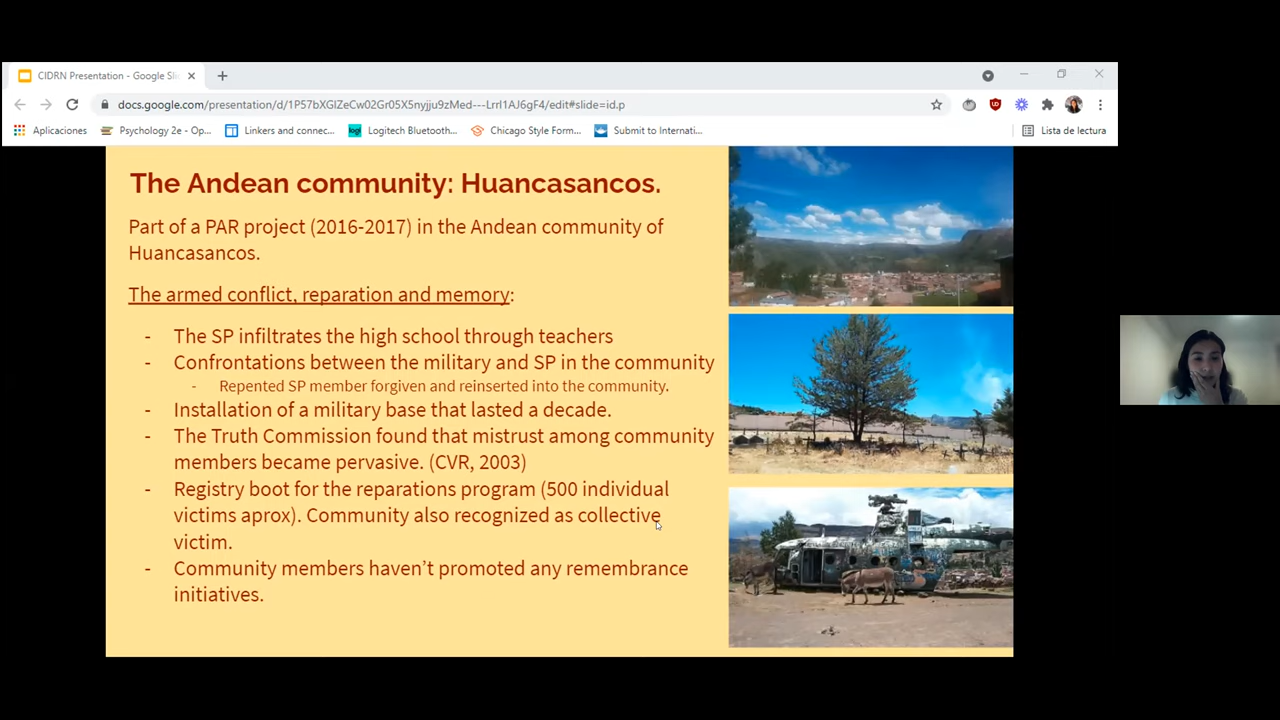 CIDRN Presentation - Google Sli
docs.google.com/presentation/d/1P57bXGlZeCw02Gr05X5nyjju9zMed---Lrrl1AJ6gF4/edit#slide=id.p
Aplicaciones
Psychology 2e - Op...
Linkers and connec...
Logitech Bluetooth...
Chicago Style Form...
Submit to Internati...
Lista de lectura
The Andean community: Huancasancos.
Part of a PAR project (2016-2017) in the Andean community of
Huancasancos.
The armed conflict, reparation and memory:
- The SP infiltrates the high school through teachers
- Confrontations between the military and SP in the community
- Repented SP member forgiven and reinserted into the community.
- Installation of a military base that lasted a decade.
- The Truth Commission found that mistrust among community
members became pervasive. (CVR, 2003)
- Registry boot for the reparations program (500 individual
victims aprox). Community also recognized as collective
victim.
- Community members haven't promoted any remembrance
initiatives.